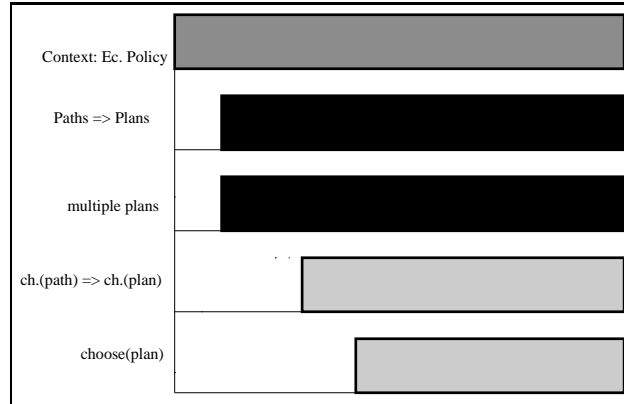 Context: Ec. Policy
Paths => Plans
multiple plans
ch.(path) => ch.(plan)
choose(plan)